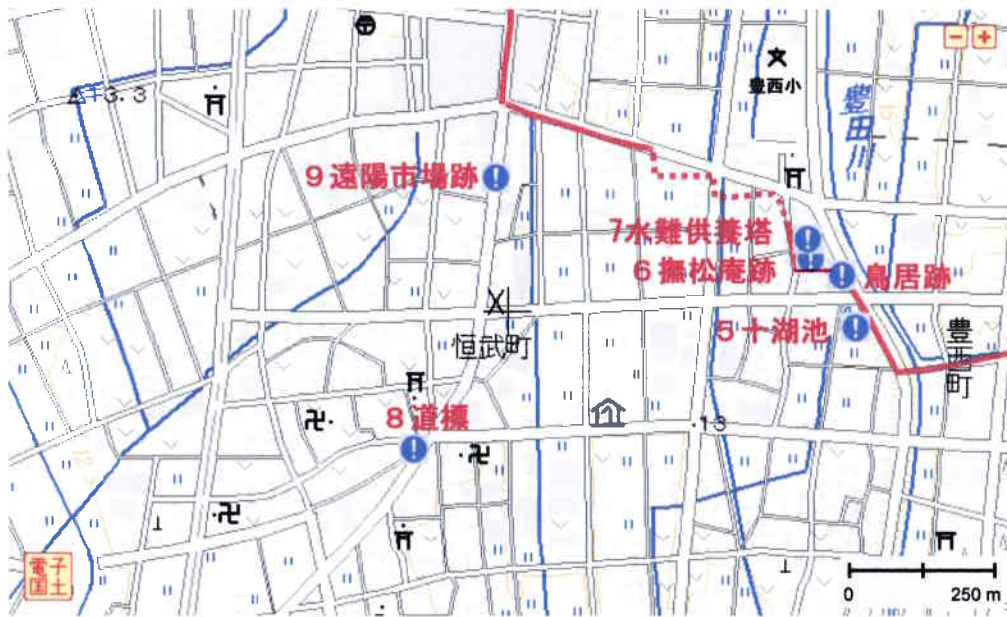 豊西小
豊田川
9遠陽市場跡
7水難供養塔
6撫松庵跡
鳥居跡
5十湖池
豊西町
恒武町
8道標
.13
電子
国土
0 250 m